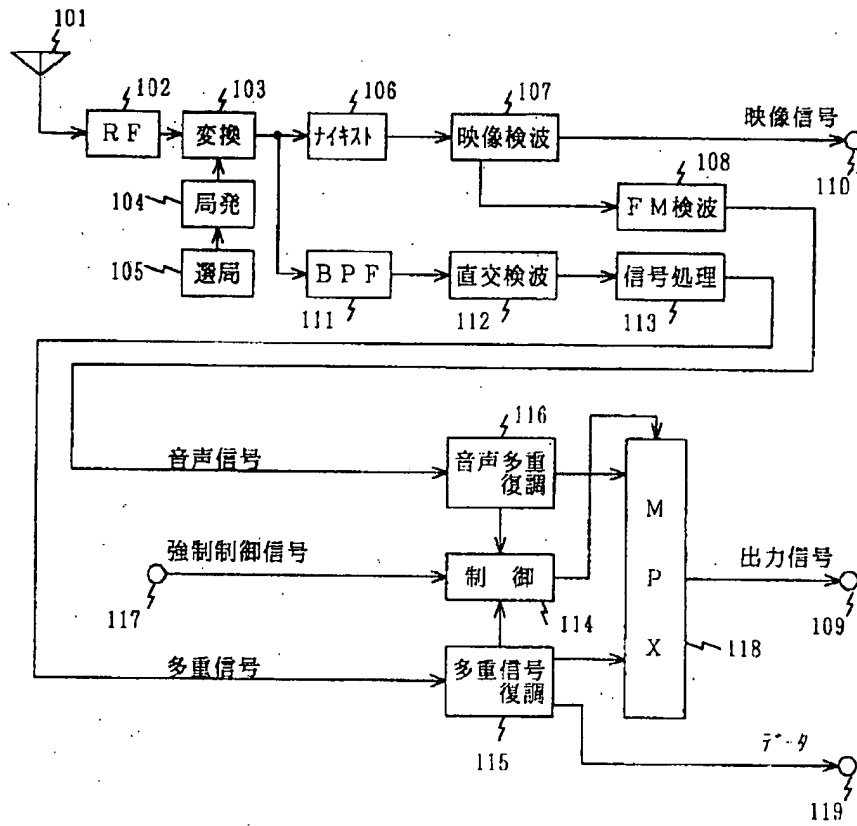 101
102
103
106
107
RF
変換
ナイキスト
映像検波
映像信号
110
104
局発
108
FM検波
105
選局
BPF
直交検波
信号処理
111
112
113
116
音声信号
音声多重
復調
M
P
X
強制制御信号
制御
出力信号
117
114
109
118
多重信号
多重信号
復調
115
データ
119